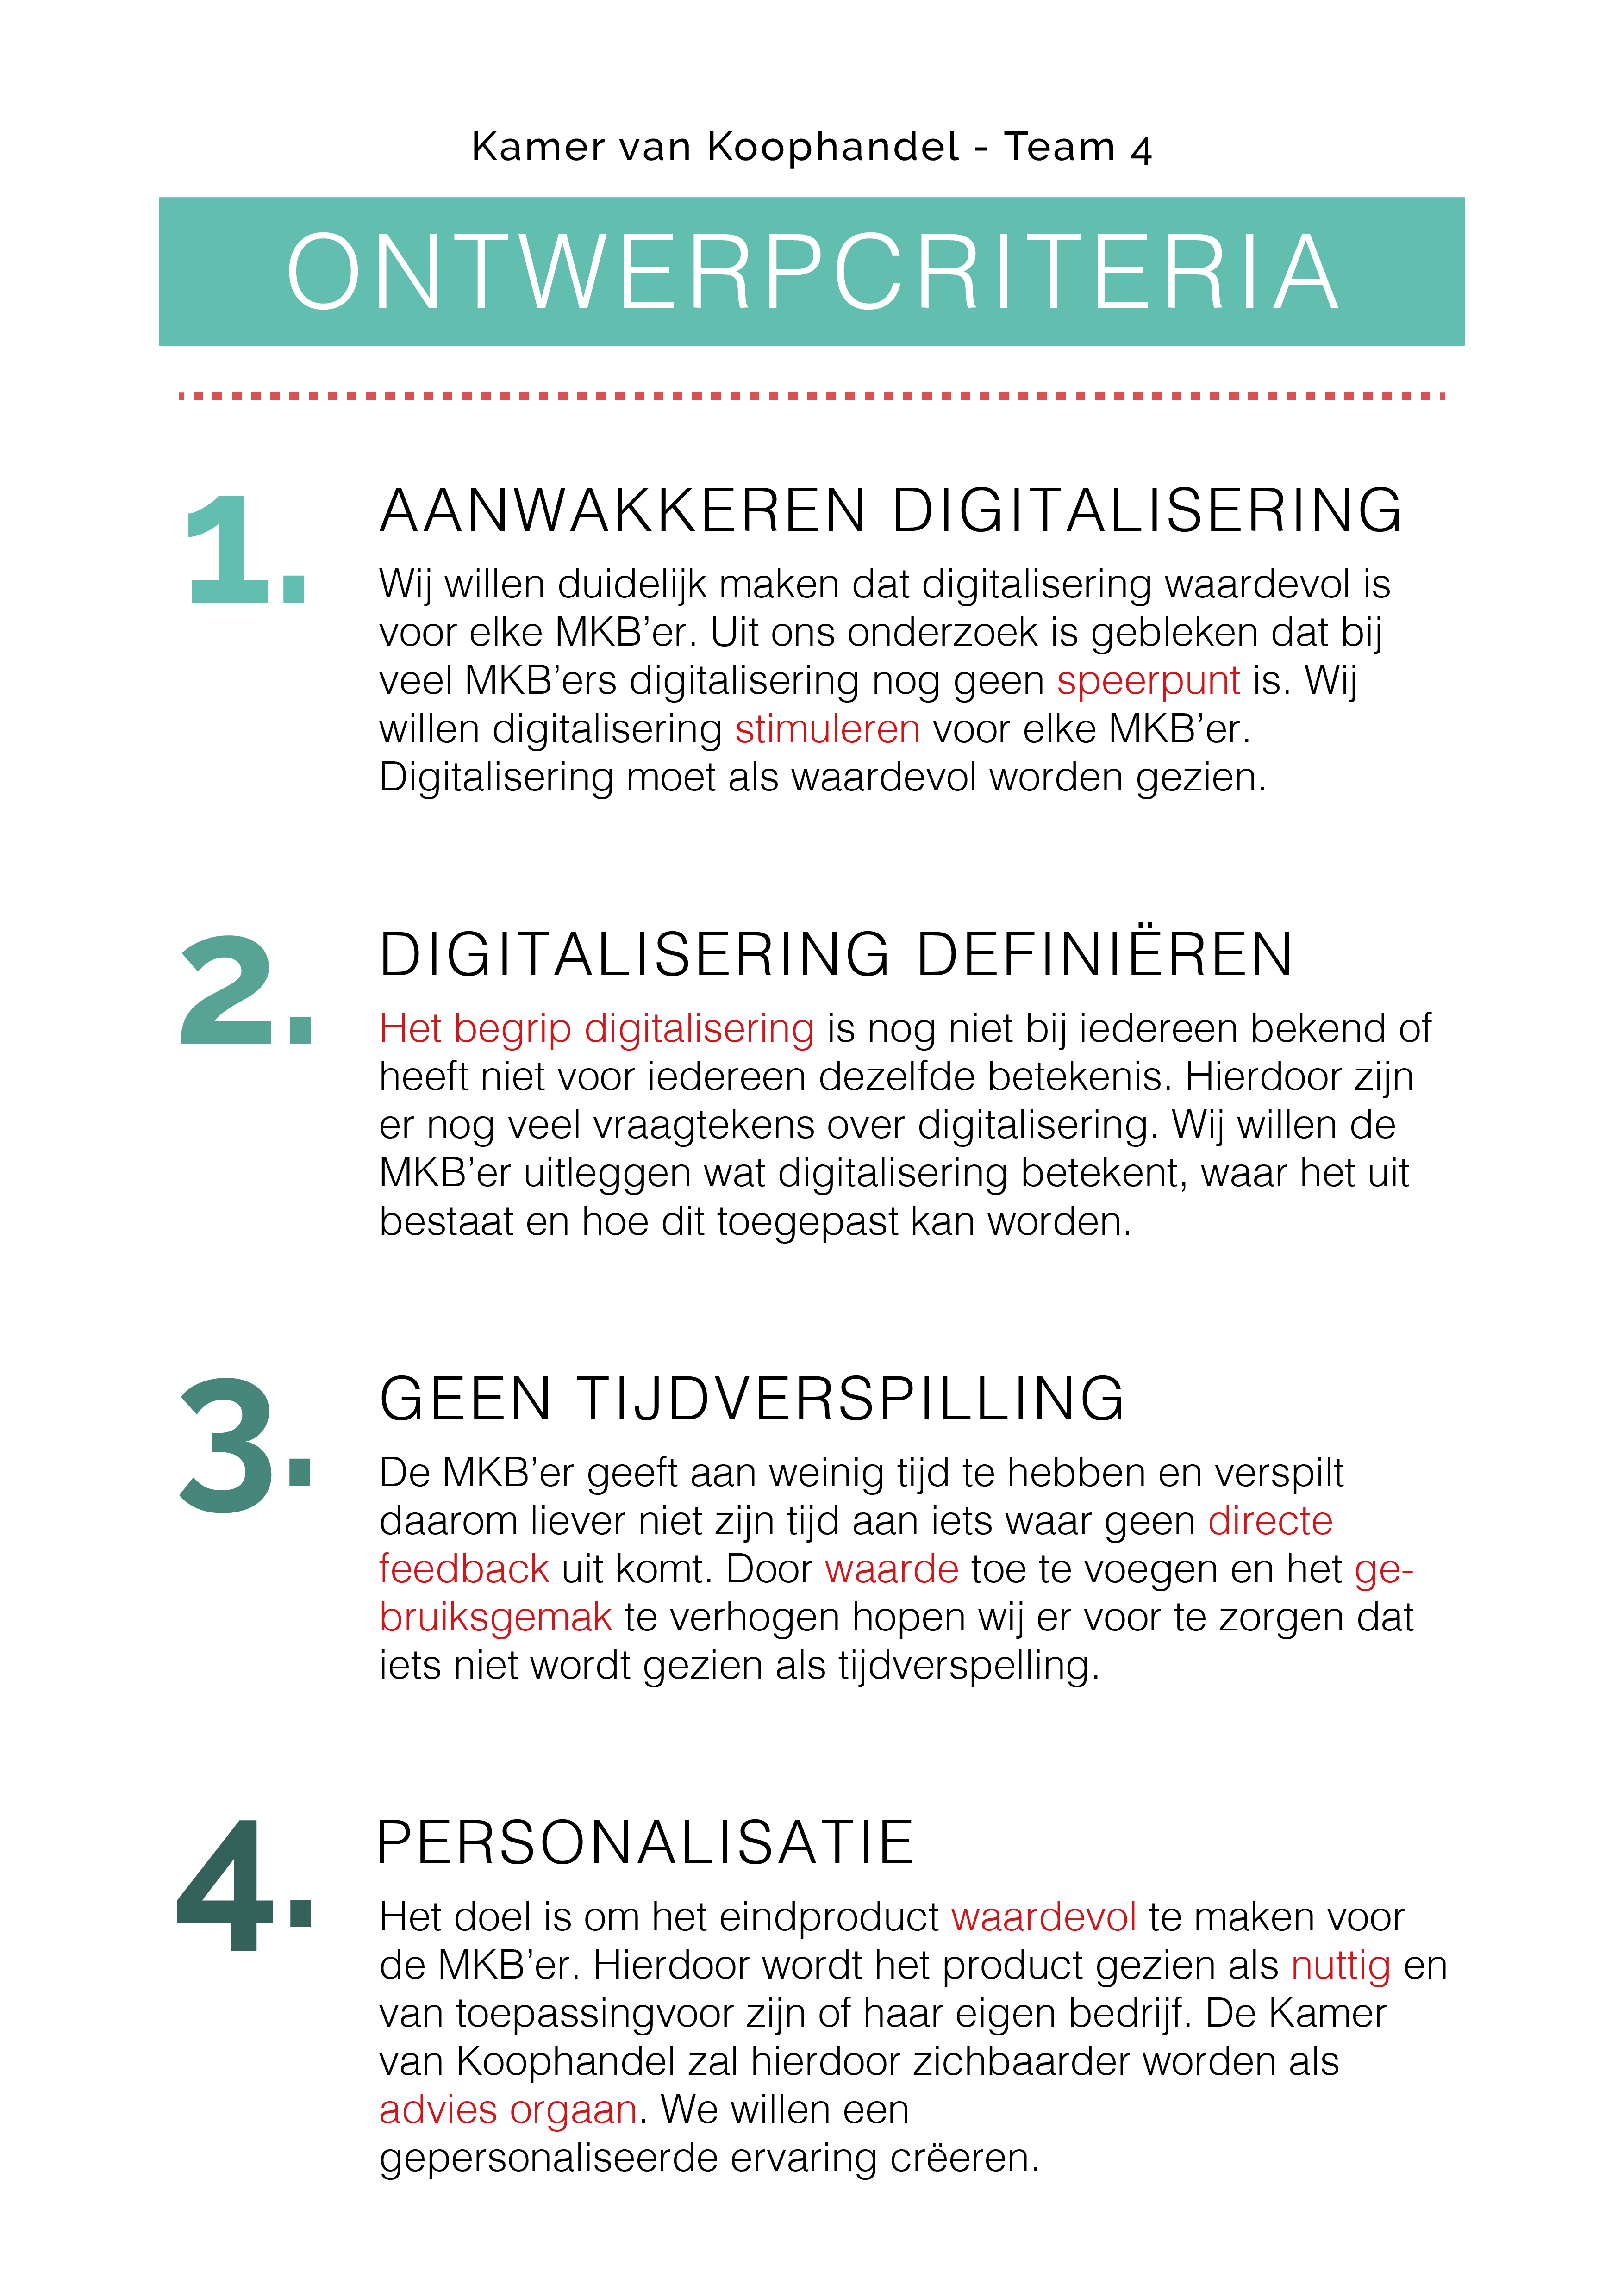 Kamer van Koophandel - Team 4
ONTWERPCRITERIA
1.
AANWAKKEREN DIGITALISERING
Wij willen duidelijk maken dat digitalisering waardevol is
voor elke MKB’er. Uit ons onderzoek is gebleken dat bij
veel MKB’ers digitalisering nog geen speerpunt is. Wij
willen digitalisering stimuleren voor elke MKB’er.
Digitalisering moet als waardevol worden gezien.
2.
DIGITALISERING DEFINIËREN
Het begrip digitalisering is nog niet bij iedereen bekend of
heeft niet voor iedereen dezelfde betekenis. Hierdoor zijn
er nog veel vraagtekens over digitalisering. Wij willen de
MKB’er uitleggen wat digitalisering betekent, waar het uit
bestaat en hoe dit toegepast kan worden.
3.
GEEN TIJDVERSPILLING
De MKB’er geeft aan weinig tijd te hebben en verspilt
daarom liever niet zijn tijd aan iets waar geen directe
feedback uit komt. Door waarde toe te voegen en het ge-
bruiksgemak te verhogen hopen wij er voor te zorgen dat
iets niet wordt gezien als tijdverspelling.
4.
PERSONALISATIE
Het doel is om het eindproduct waardevol te maken voor
de MKB’er. Hierdoor wordt het product gezien als nuttig en
van toepassingvoor zijn of haar eigen bedrijf. De Kamer
van Koophandel zal hierdoor zichbaarder worden als
advies orgaan. We willen een
gepersonaliseerde ervaring crëeren.